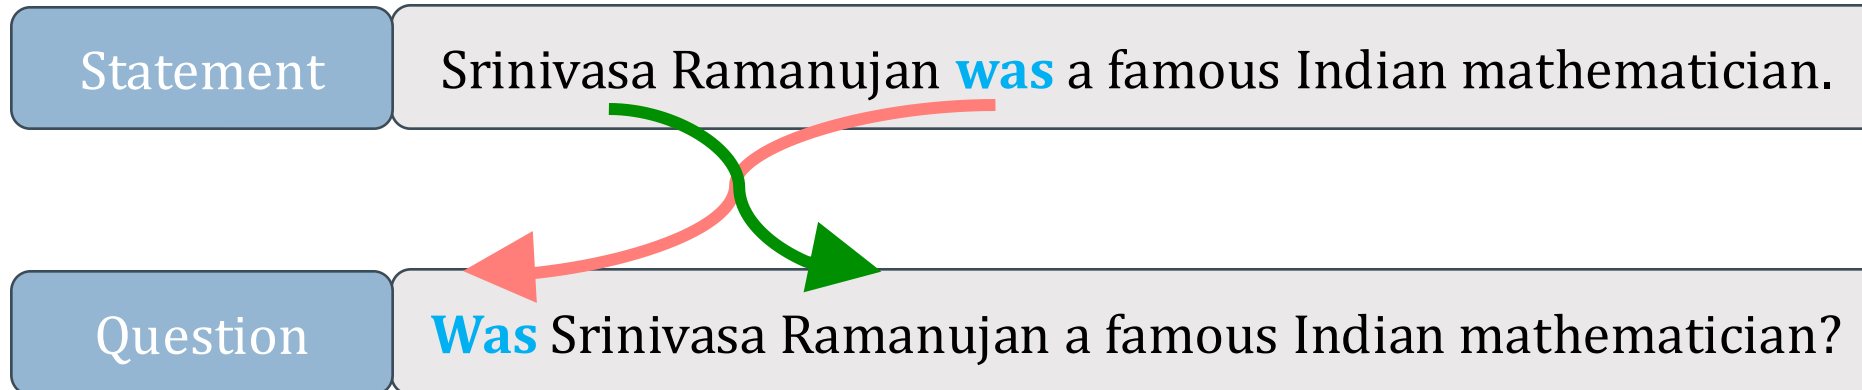 Statement
Srinivasa Ramanujan was a famous Indian mathematician.
Question
Was Srinivasa Ramanujan a famous Indian mathematician?